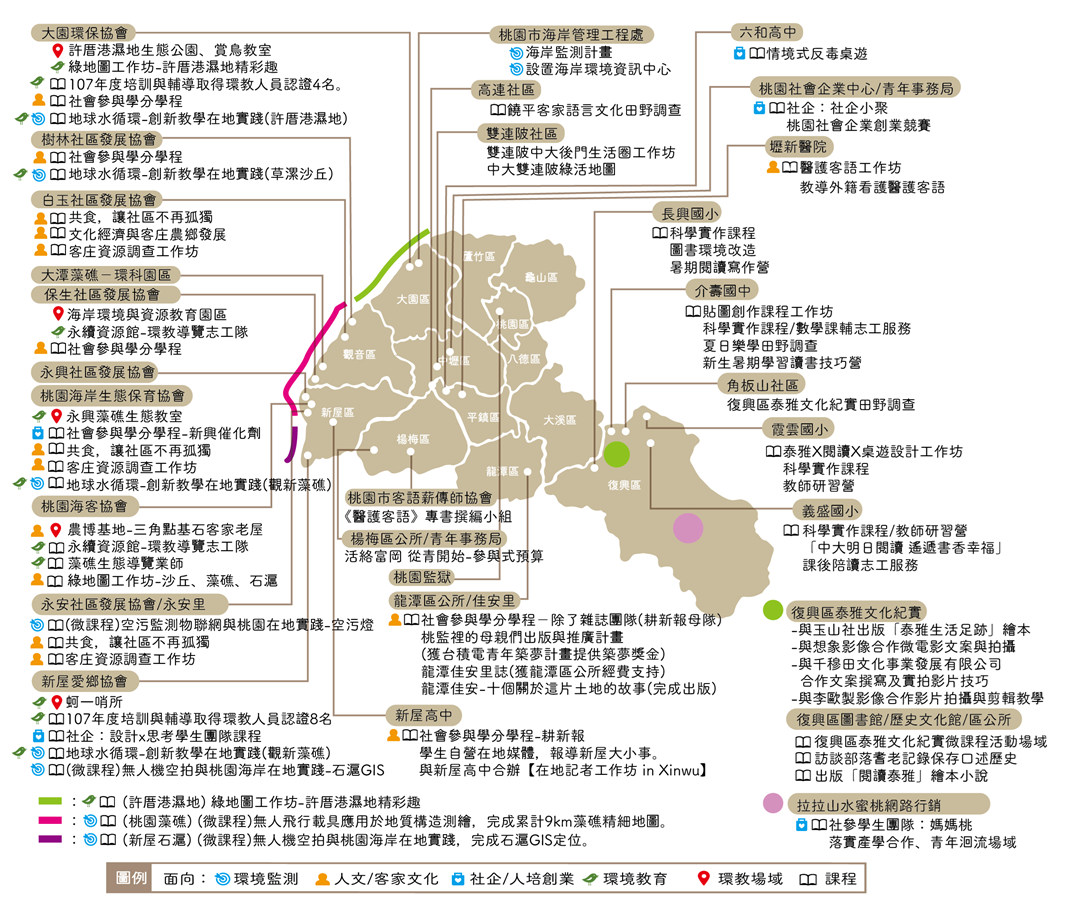 大園環保協會
許厝港濕地生態公園、賞鳥教室
綠地圖工作坊-許厝港濕地精彩趣
107年度培訓與輔導取得環教人員認證4名。
社會參與學分學程
地球水循環-創新教學在地實踐(許厝港濕地)
樹林社區發展協會
社會參與學分學程
地球水循環-創新教學在地實踐(草漯沙丘)
白玉社區發展協會
共食，讓社區不再孤獨
文化經濟與客庄農鄉發展
客庄資源調查工作坊
大潭藻礁－環科園區
保生社區發展協會
海岸環境與資源教育園區
永續資源館-環教導覽志工隊
社會參與學分學程
永興社區發展協會
桃園海岸生態保育協會
永興藻礁生態教室
社會參與學分學程-新興催化劑
共食，讓社區不再孤獨
客庄資源調查工作坊
地球水循環-創新教學在地實踐(觀新藻礁)
桃園海客協會
農博基地-三角點基石客家老屋
永續資源館-環教導覽志工隊
藻礁生態導覽業師
綠地圖工作坊-沙丘、藻礁、石滬
永安社區發展協會/永安里
(微課程)空污監測物聯網與桃園在地實踐-空污燈
共食，讓社區不再孤獨
客庄資源調查工作坊
新屋愛鄉協會
蚵一哨所
107年度培訓與輔導取得環教人員認證8名
社企：設計x思考學生團隊課程
地球水循環-創新教學在地實踐(觀新藻礁)
(微課程)無人機空拍與桃園海岸在地實踐-石滬GIS
桃園市海岸管理工程處
海岸監測計畫
設置海岸環境資訊中心
高連社區
饒平客家語言文化田野調查
雙連陂社區
雙連陂中大後門生活圈工作坊
中大雙連陂綠活地圖
六和高中
情境式反毒桌遊
桃園社會企業中心/青年事務局
社企：社企小聚
桃園社會企業創業競賽
壢新醫院
醫護客語工作坊
教導外籍看護醫護客語
長興國小
科學實作課程
圖書環境改造
暑期閱讀寫作營
介壽國中
貼圖創作課程工作坊
科學實作課程/數學課輔志工服務
夏日樂學田野調查
新生暑期學習讀書技巧營
角板山社區
復興區泰雅文化紀實田野調查
霞雲國小
泰雅X閱讀X桌遊設計工作坊
科學實作課程
教師研習營
義盛國小
科學實作課程/教師研習營
「中大明日閱讀 遙遞書香幸福」
課後陪讀志工服務
蘆竹區
龜山區
大園區
桃園區
觀音區
中壢區
八德區
新屋區
平鎮區
大溪區
楊梅區
龍潭區
復興區
桃園市客語薪傳師協會
《醫護客語》專書撰編小組
楊梅區公所/青年事務局
活絡富岡 從青開始-參與式預算
桃園監獄
龍潭區公所/佳安里
社會參與學分學程－除了雜誌團隊(耕新報母隊)
桃監裡的母親們出版與推廣計畫
(獲台積電青年築夢計畫提供築夢獎金)
龍潭佳安里誌(獲龍潭區公所經費支持)
龍潭佳安-十個關於這片土地的故事(完成出版)
新屋高中
社會參與學分學程-耕新報
學生自營在地媒體，報導新屋大小事。
與新屋高中合辦【在地記者工作坊 in Xinwu】
復興區泰雅文化紀實
-與玉山社出版「泰雅生活足跡」繪本
-與想象影像合作微電影文案與拍攝
-與千穆田文化事業發展有限公司
合作文案撰寫及實拍影片技巧
-與李歐製影像合作影片拍攝與剪輯教學
復興區圖書館/歷史文化館/區公所
復興區泰雅文化紀實微課程活動場域
訪談部落耆老記錄保存口述歷史
出版「閱讀泰雅」繪本小說
拉拉山水蜜桃網路行銷
社參學生團隊：媽媽桃
落實產學合作、青年洄流場域
：(許厝港濕地) 綠地圖工作坊-許厝港濕地精彩趣
：(桃園藻礁) (微課程)無人飛行載具應用於地質構造測繪，完成累計9km藻礁精細地圖。
：(新屋石滬) (微課程)無人機空拍與桃園海岸在地實踐，完成石滬GIS定位。
圖例 面向：環境監測 人文/客家文化 社企/人培創業 環境教育 環教場域 課程